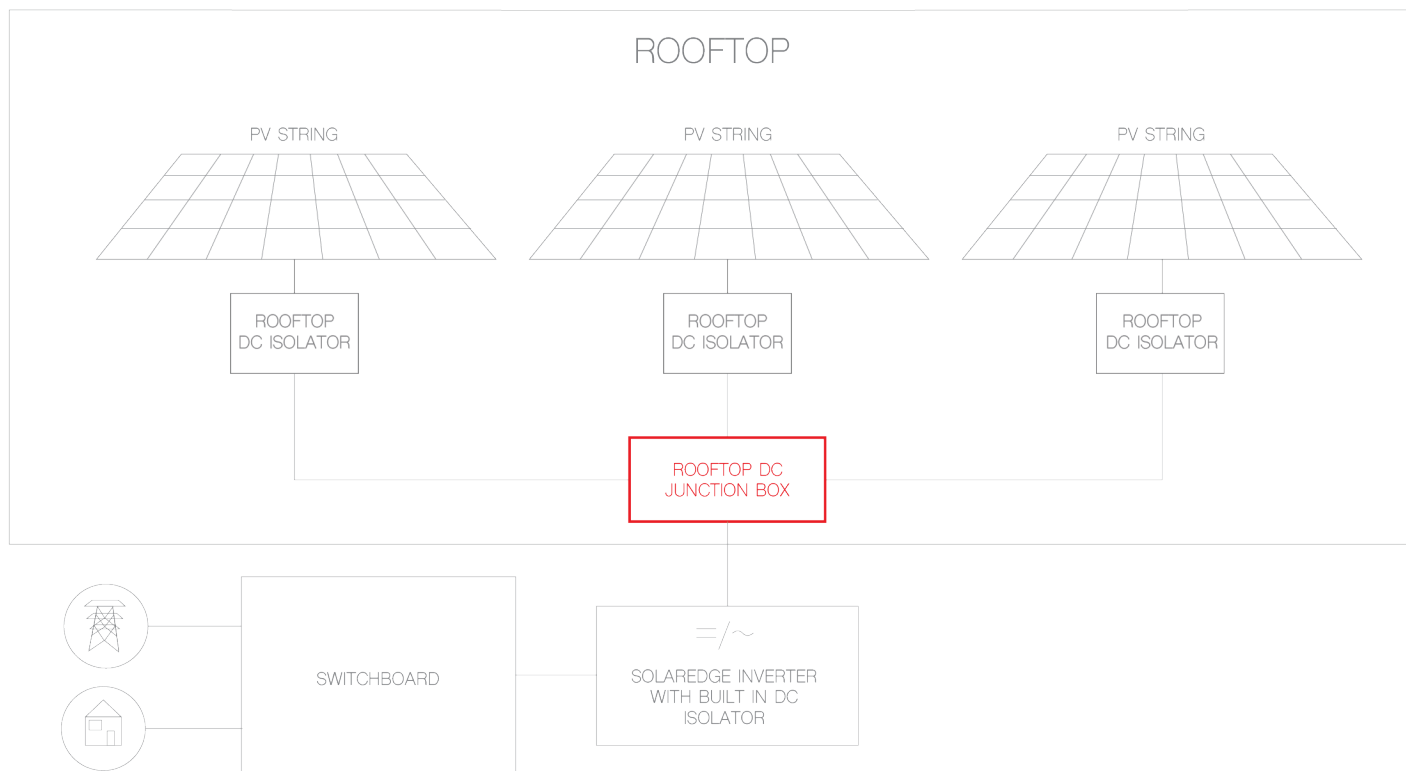 ROOFTOP
PV STRING
PV STRING
PV STRING
ROOFTOP
DC ISOLATOR
ROOFTOP
DC ISOLATOR
ROOFTOP
DC ISOLATOR
ROOFTOP DC
JUNCTION BOX
SWITCHBOARD
=/~
SOLAREDGE INVERTER
WITH BUILT IN DC
ISOLATOR